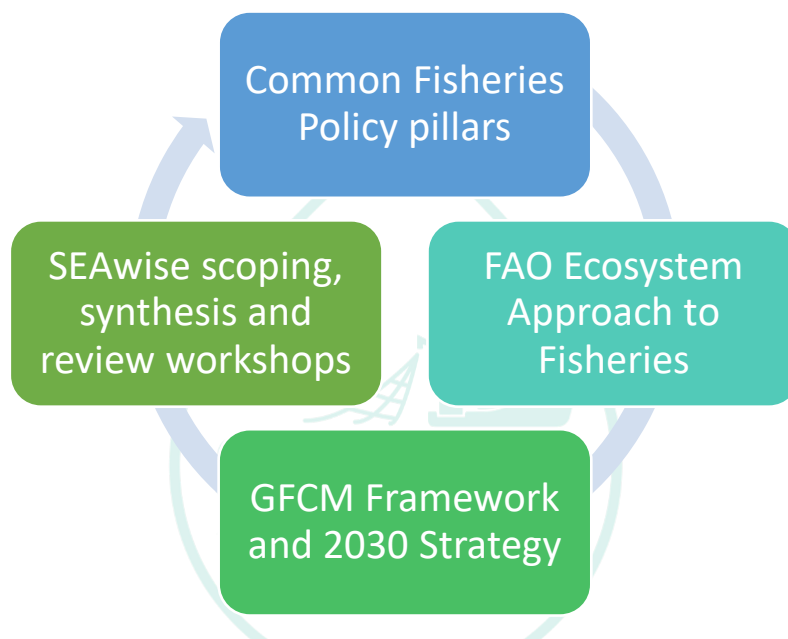 Common Fisheries
Policy pillars
SEAwise scoping,
synthesis and
review workshops
FAO Ecosystem
Approach to
Fisheries
GFCM Framework
and 2030 Strategy